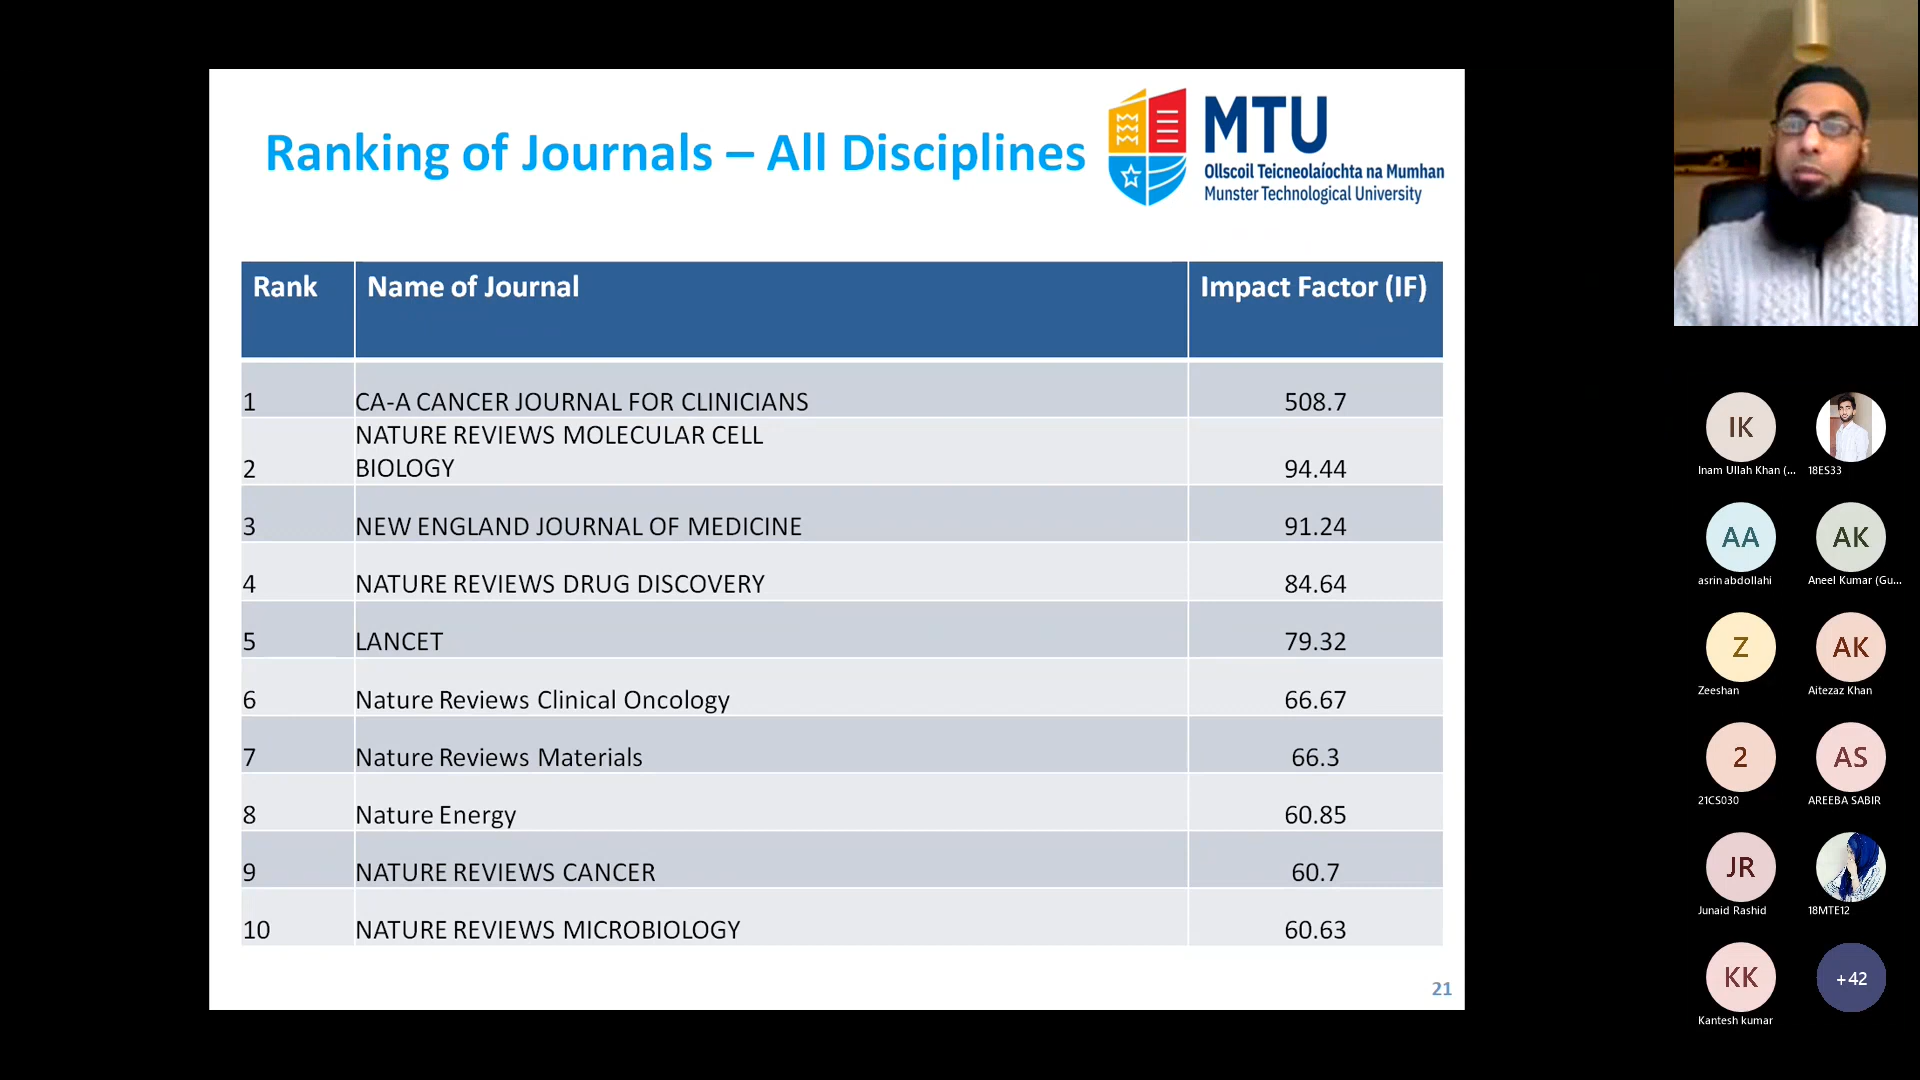 Ranking of Journals – All Disciplines
MTU
Ollscoil Teicneolaíochta na Mumhan
Munster Technological University
Rank Name of Journal Impact Factor (IF)
1 CA-A CANCER JOURNAL FOR CLINICIANS 508.7
NATURE REVIEWS MOLECULAR CELL
2 BIOLOGY 94.44
3 NEW ENGLAND JOURNAL OF MEDICINE 91.24
4 NATURE REVIEWS DRUG DISCOVERY 84.64
5 LANCET 79.32
6 Nature Reviews Clinical Oncology 66.67
7 Nature Reviews Materials 66.3
8 Nature Energy 60.85
9 NATURE REVIEWS CANCER 60.7
10 NATURE REVIEWS MICROBIOLOGY 60.63
21
IK
Inam Ullah Khan (... 18ES33
AA AK
asrin abdollahi Aneel Kumar (Gu...
Z AK
Zeeshan Aitezaz Khan
2 AS
21CS030 AREEBA SABIR
JR
Junaid Rashid 18MTE12
KK +42
Kantesh kumar